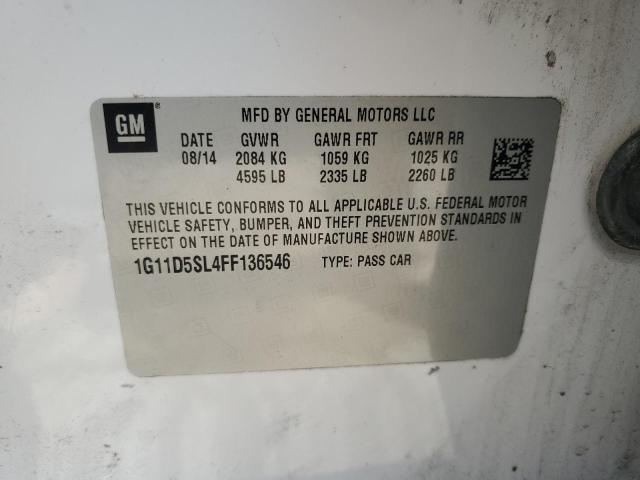 GM ®
MFD BY GENERAL MOTORS LLC
DATE GVWR GAWR FRT GAWR RR
08/14 2084 KG 1059 KG 1025 KG
4595 LB 2335 LB 2260 LB
THIS VEHICLE CONFORMS TO ALL APPLICABLE U.S. FEDERAL MOTOR
VEHICLE SAFETY, BUMPER, AND THEFT PREVENTION STANDARDS IN
EFFECT ON THE DATE OF MANUFACTURE SHOWN ABOVE.
1G11D5SL4FF136546 TYPE: PASS CAR